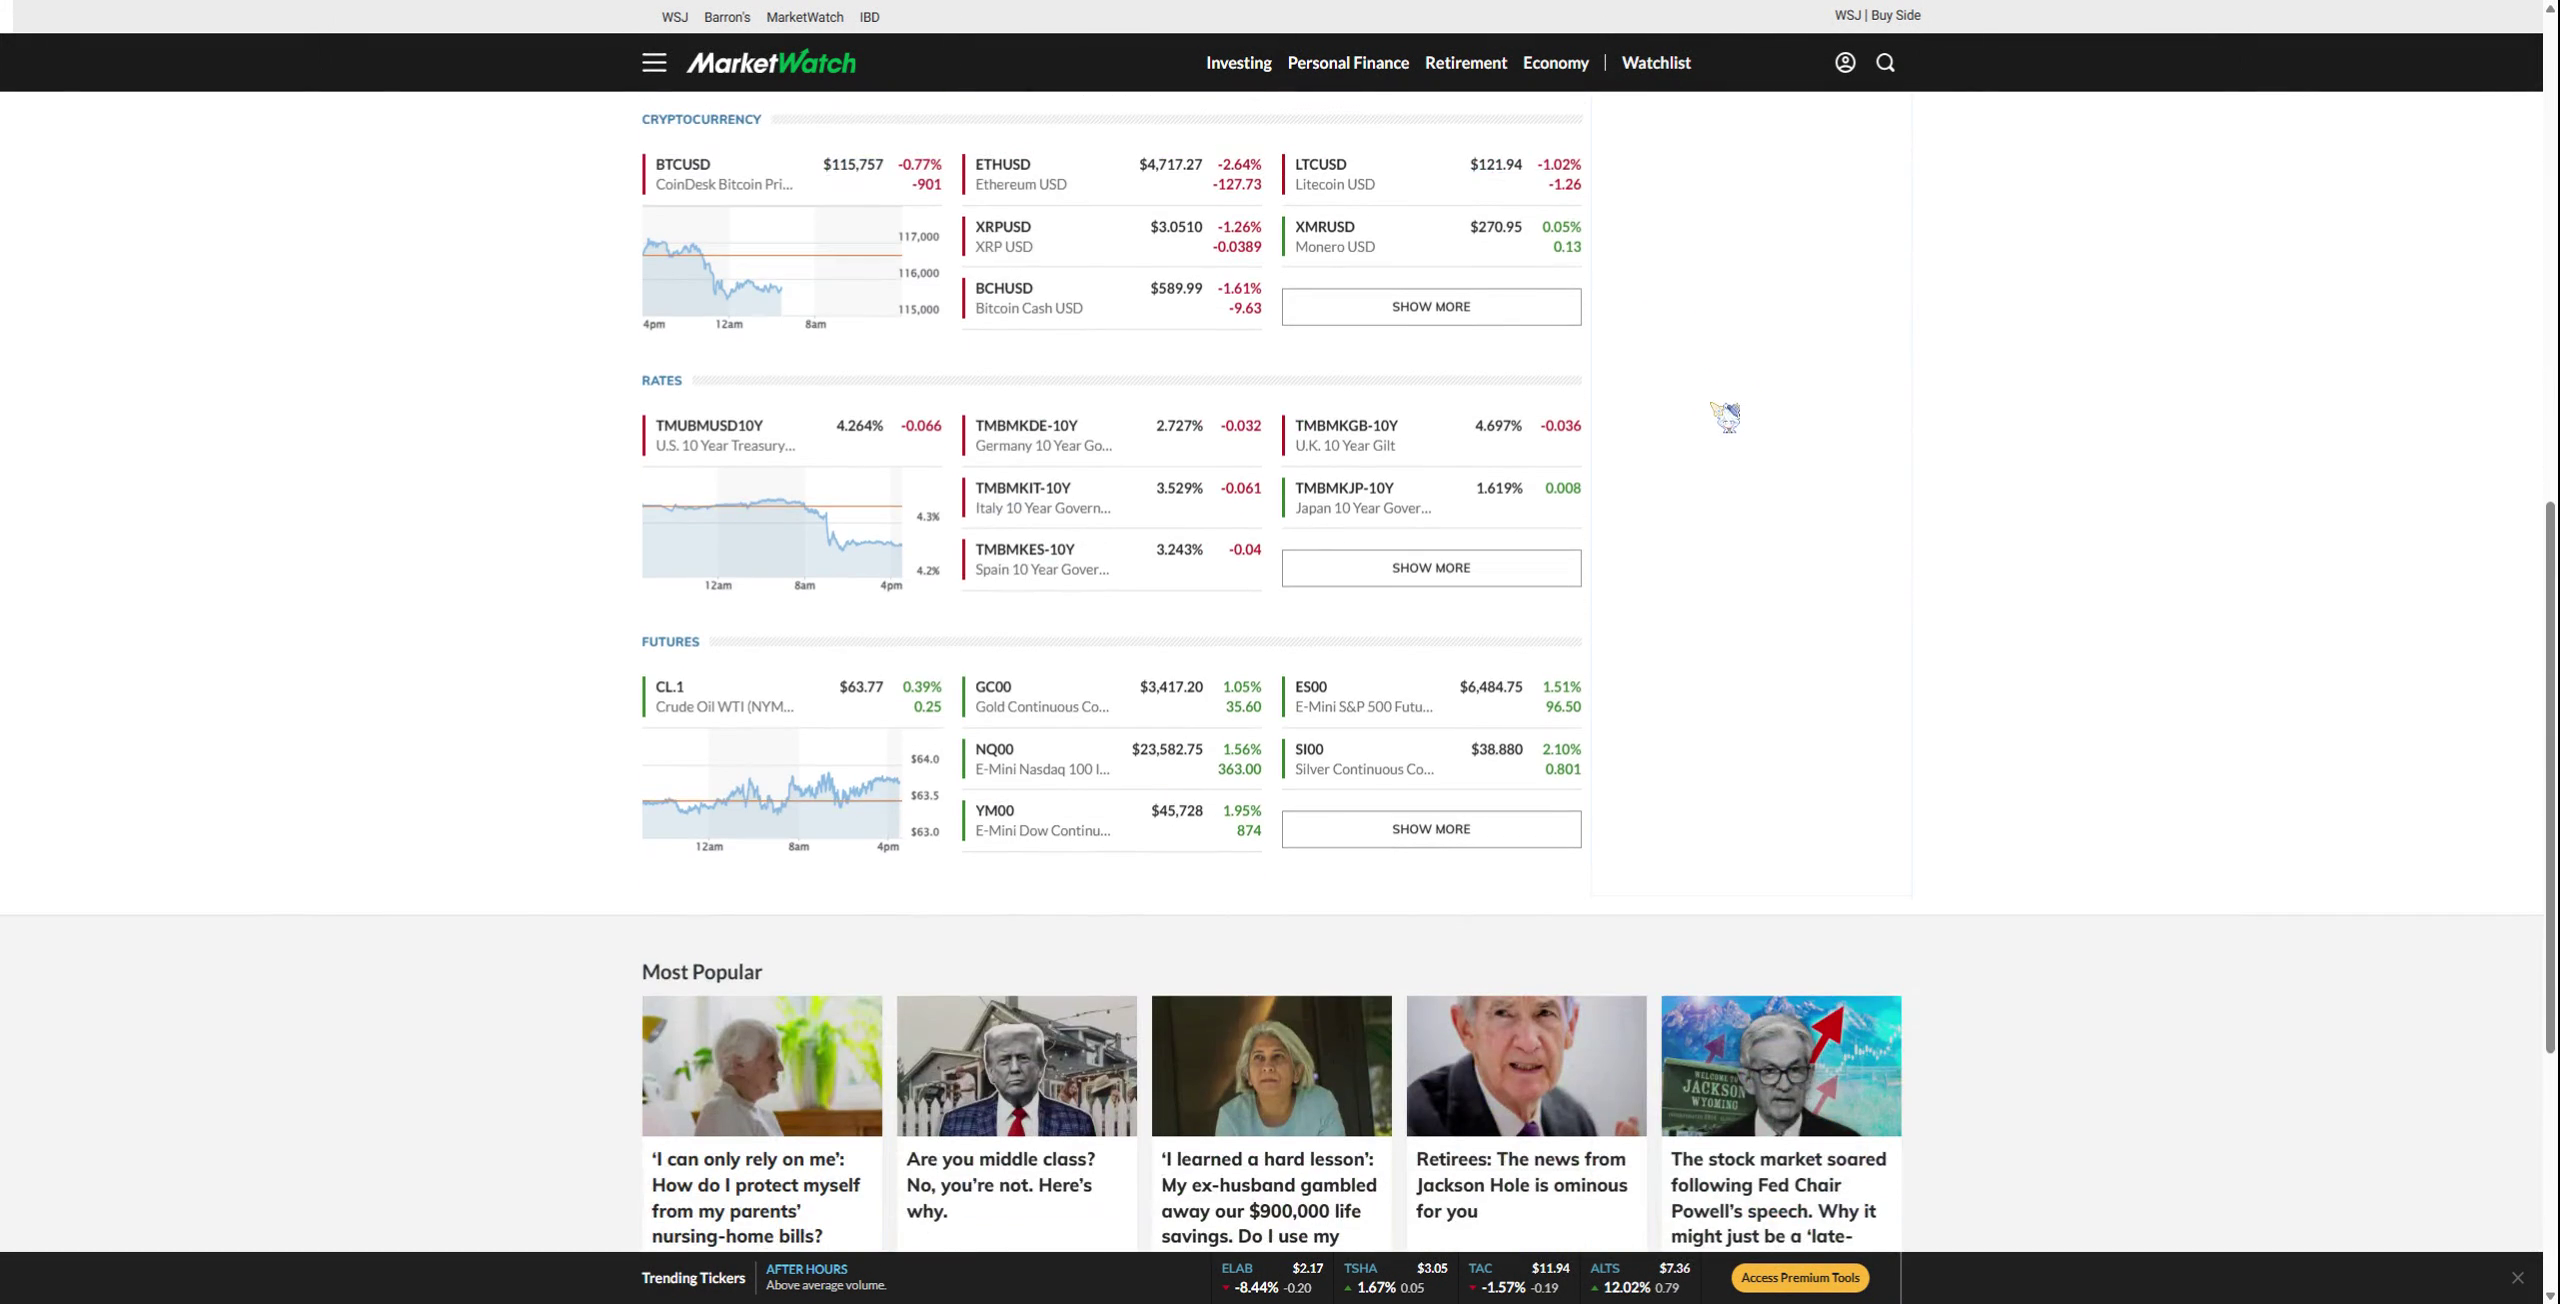 WSJ Barron's MarketWatch IBD
WSJ | Buy Side
MarketWatch
Investing Personal Finance Retirement Economy | Watchlist
CRYPTOCURRENCY
BTCUSD $115,757 -0.77%
CoinDesk Bitcoin Pri... -901
117,000
116,000
115,000
4pm 12am 8am
ETHUSD $4,717.27 -2.64%
Ethereum USD -127.73
XRPUSD $3.0510 -1.26%
XRP USD -0.0389
BCHUSD $589.99 -1.61%
Bitcoin Cash USD -9.63
LTCUSD $121.94 -1.02%
Litecoin USD -1.26
XMRUSD $270.95 0.05%
Monero USD 0.13
SHOW MORE
RATES
TMUBMUSD10Y 4.264% -0.066
U.S. 10 Year Treasury...
4.3%
4.2%
12am 8am 4pm
TMBMKDE-10Y 2.727% -0.032
Germany 10 Year Go...
TMBMKIT-10Y 3.529% -0.061
Italy 10 Year Govern...
TMBMKES-10Y 3.243% -0.04
Spain 10 Year Gover...
TMBMKGB-10Y 4.697% -0.036
U.K. 10 Year Gilt
TMBMKJP-10Y 1.619% 0.008
Japan 10 Year Gover...
SHOW MORE
FUTURES
CL.1 $63.77 0.39%
Crude Oil WTI (NYM... 0.25
$64.0
$63.5
$63.0
12am 8am 4pm
GC00 $3,417.20 1.05%
Gold Continuous Co... 35.60
NQ00 $23,582.75 1.56%
E-Mini Nasdaq 100 I... 363.00
YM00 $45,728 1.95%
E-Mini Dow Continu... 874
ES00 $6,484.75 1.51%
E-Mini S&P 500 Futu... 96.50
SI00 $38.880 2.10%
Silver Continuous Co... 0.801
SHOW MORE
Most Popular
WELCOME TO
JACKSON
WYOMING
‘I can only rely on me’:
How do I protect myself
from my parents’
nursing-home bills?
Are you middle class?
No, you’re not. Here’s
why.
‘I learned a hard lesson’:
My ex-husband gambled
away our $900,000 life
savings. Do I use my
Retirees: The news from
Jackson Hole is ominous
for you
The stock market soared
following Fed Chair
Powell’s speech. Why it
might just be a ‘late-
Trending Tickers
AFTER HOURS
Above average volume.
ELAB $2.17
-8.44% -0.20
TSHA $3.05
1.67% 0.05
TAC $11.94
-1.57% -0.19
ALTS $7.36
12.02% 0.79
Access Premium Tools